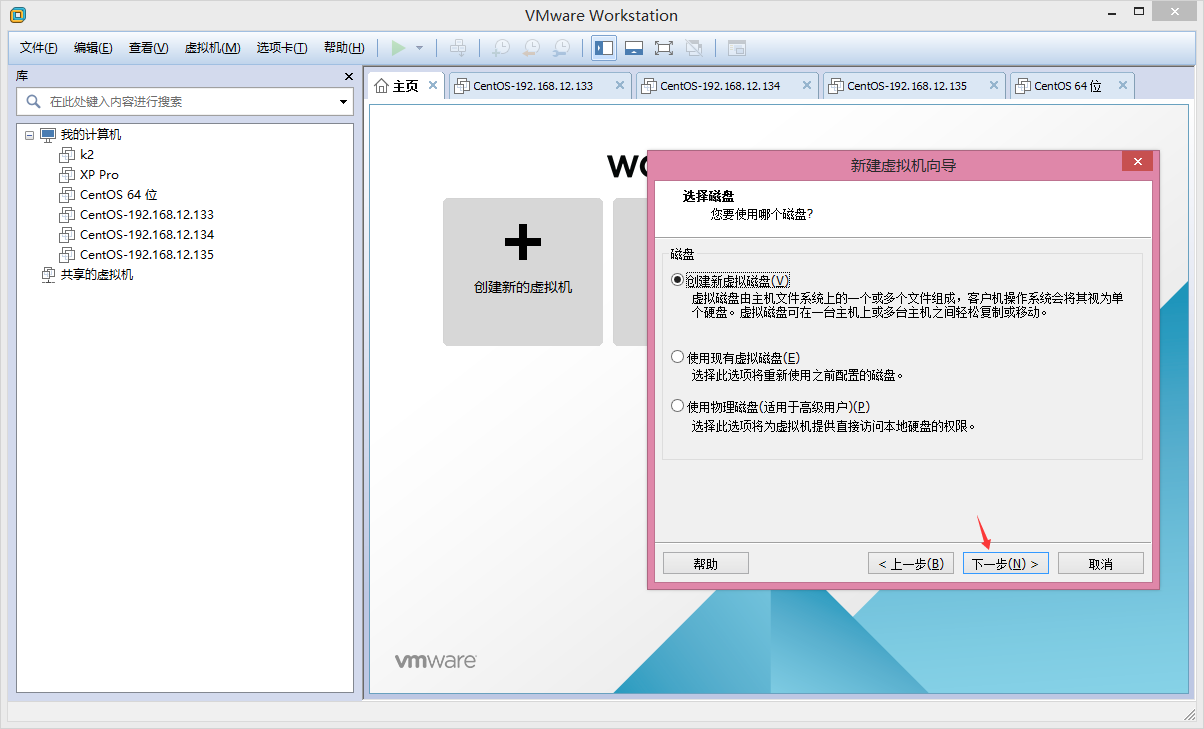 VMware Workstation
文件(F) 编辑(E) 查看(V) 虚拟机(M) 选项卡(T) 帮助(H)
库
在此处键入内容进行搜索
我的计算机
k2
XP Pro
CentOS 64 位
CentOS-192.168.12.133
CentOS-192.168.12.134
CentOS-192.168.12.135
共享的虚拟机
主页 CentOS-192.168.12.133 CentOS-192.168.12.134 CentOS-192.168.12.135 CentOS 64 位
创建新的虚拟机
vmware
新建虚拟机向导
选择磁盘
您要使用哪个磁盘?
磁盘
创建新虚拟磁盘(V)
虚拟磁盘由主机文件系统上的一个或多个文件组成，客户机操作系统会将其视为单
个硬盘。虚拟磁盘可在一台主机上或多台主机之间轻松复制或移动。
使用现有虚拟磁盘(E)
选择此选项将重新使用之前配置的磁盘。
使用物理磁盘(适用于高级用户)(P)
选择此选项将为虚拟机提供直接访问本地硬盘的权限。
帮助 < 上一步(B) 下一步(N) > 取消